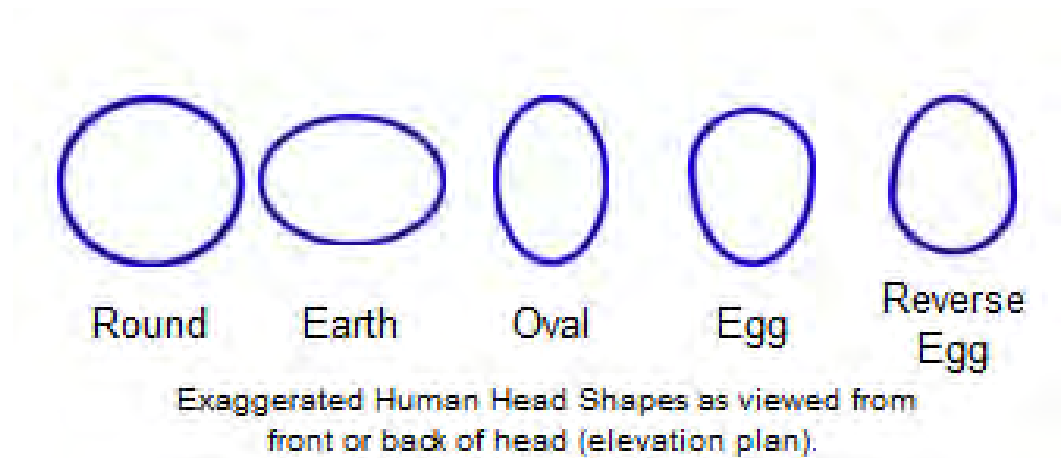 Round
Earth
Oval
Egg
Reverse
Egg
Exaggerated Human Head Shapes as viewed from
front or back of head (elevation plan).